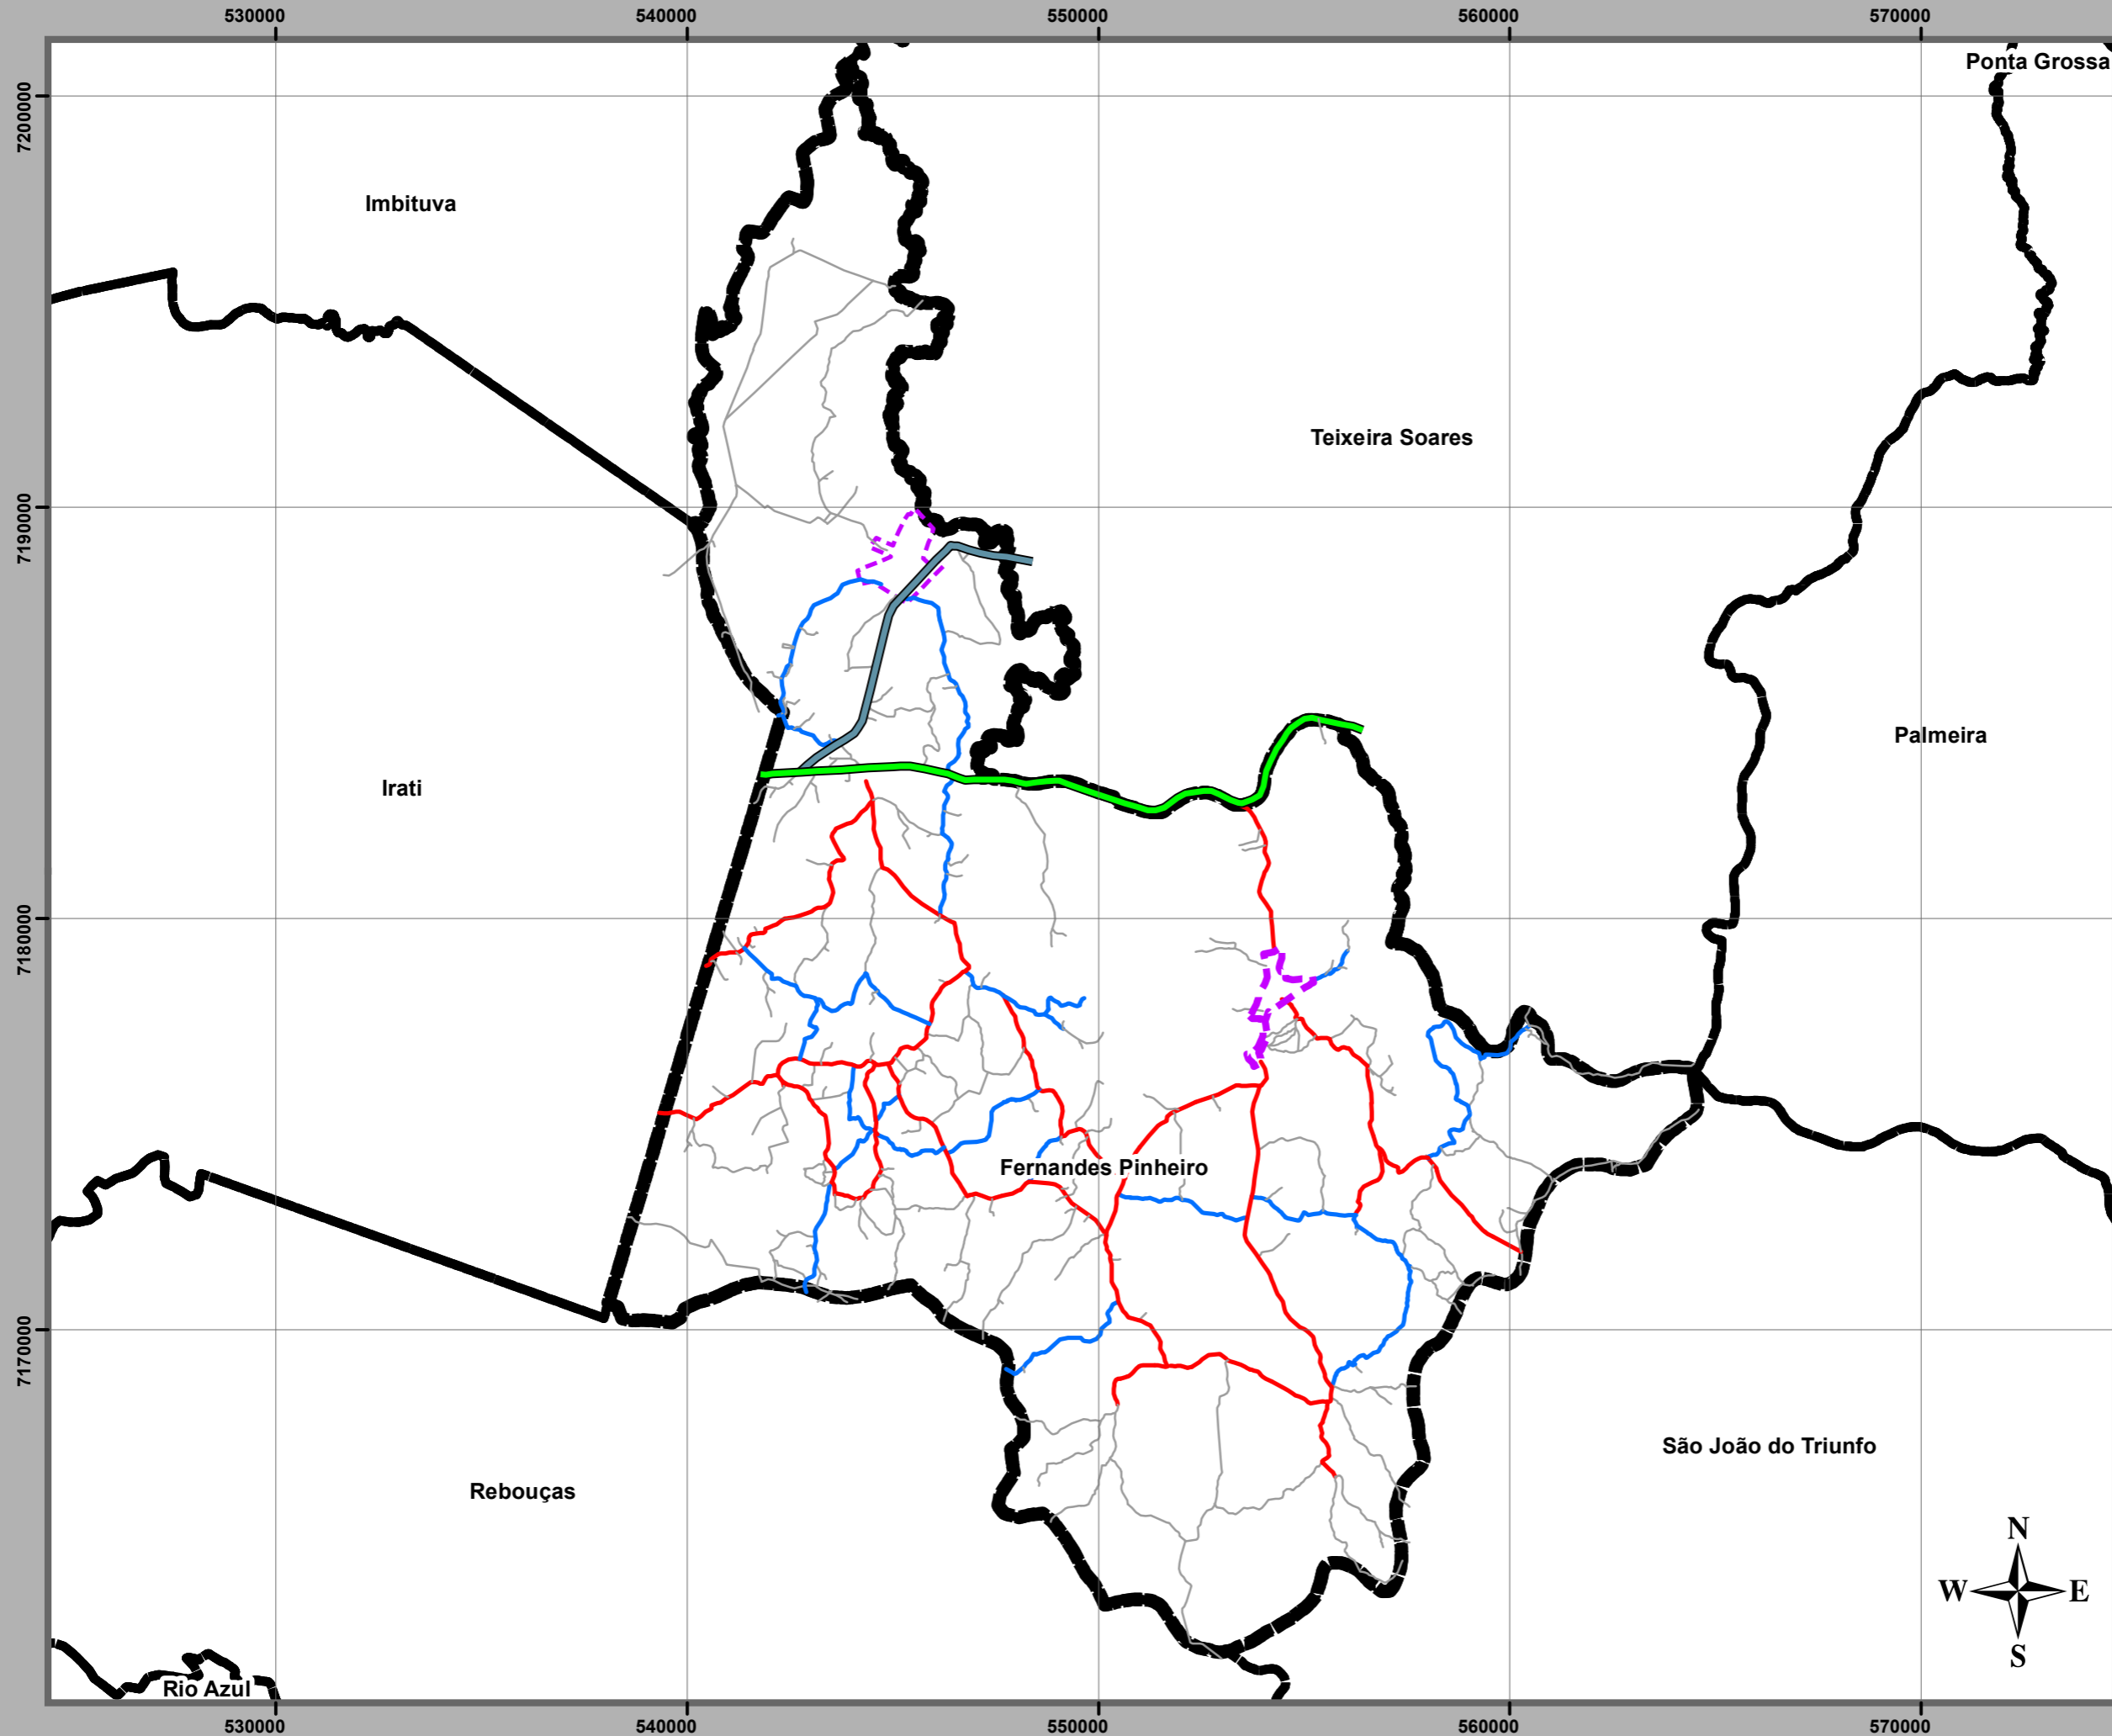 530000 540000 550000 560000 570000
Ponta Grossa
7200000
Imbituva
Teixeira Soares
7190000
Palmeira
Irati
7180000
Fernandes Pinheiro
7170000
São João do Triunfo
Rebouças
N
W E
S
Rio Azul
530000 540000 550000 560000 570000